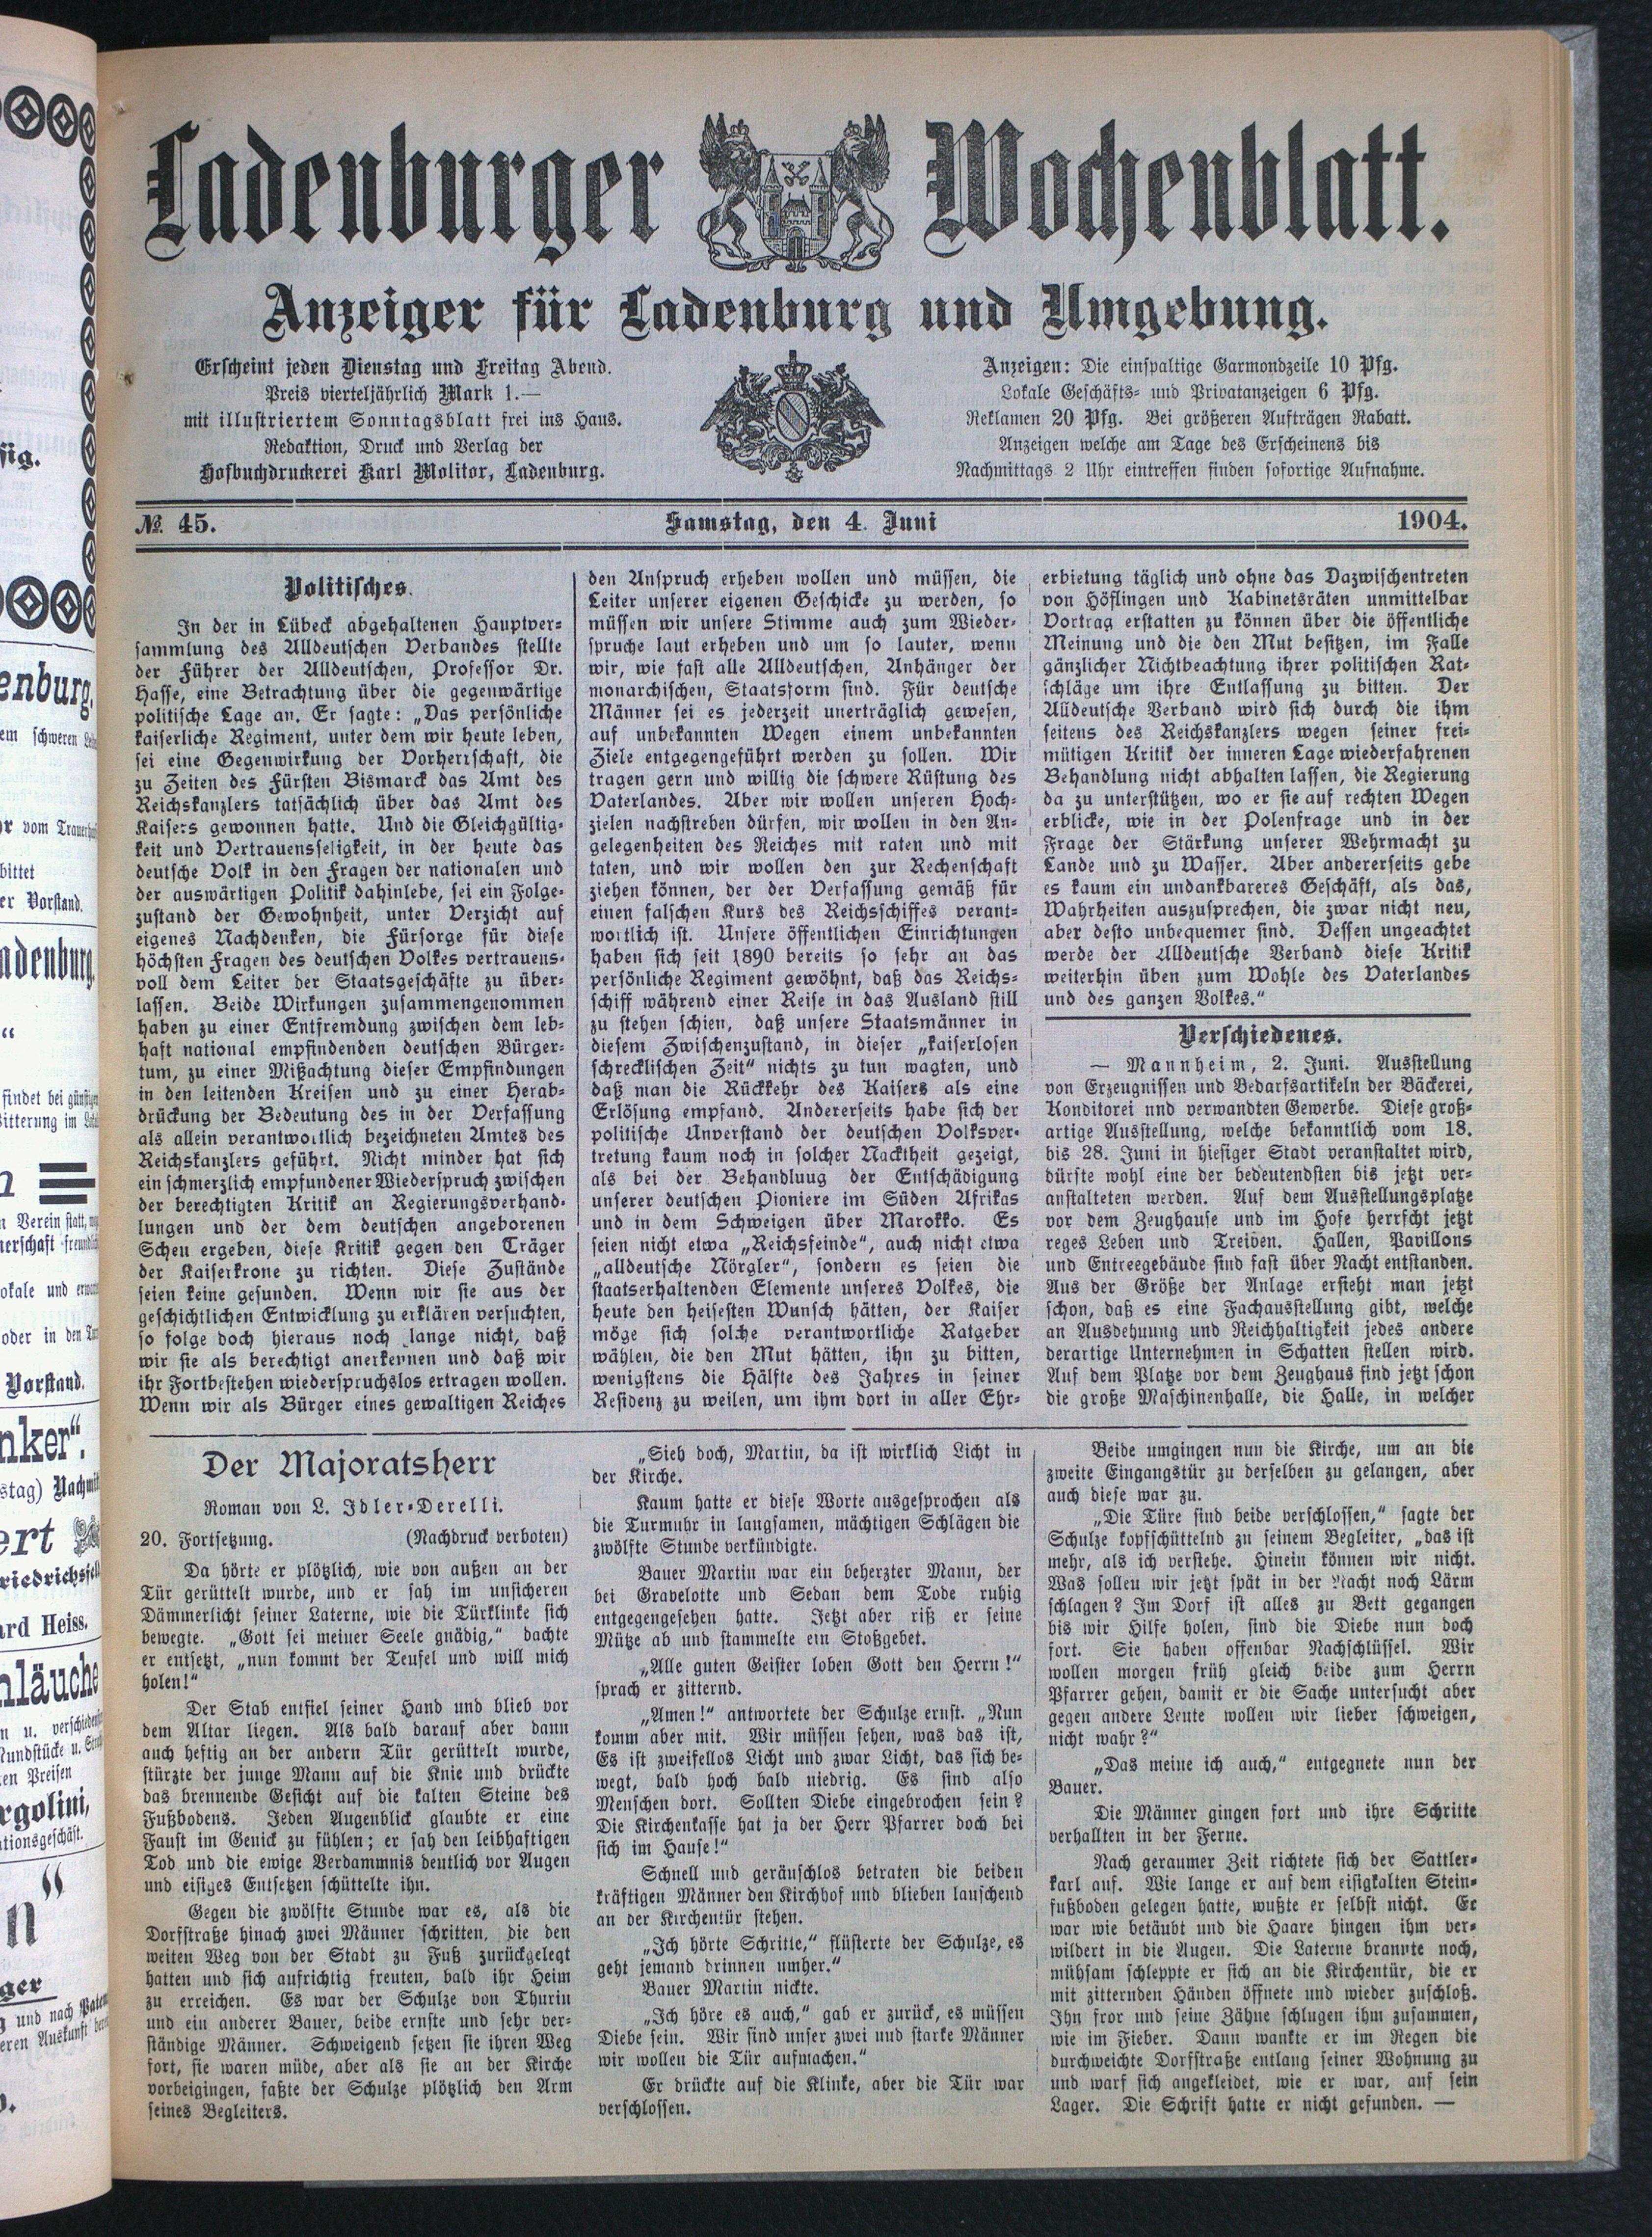 Ladenburger Wochenblatt.
Anzeiger für Ladenburg und Umgebung.
Erscheint jeden Dienstag und Freitag Abend.
Preis vierteljährlich Mark 1.—
mit illustriertem Sonntagsblatt frei ins Haus.
Redaktion, Druck und Verlag der
Hofbuchdruckerei Karl Molitor, Ladenburg.
Anzeigen: Die einspaltige Garmondzeile 10 Pfg.
Lokale Geschäfts- und Privatanzeigen 6 Pfg.
Reklamen 20 Pfg. Bei größeren Aufträgen Rabatt.
Anzeigen welche am Tage des Erscheinens bis
Nachmittags 2 Uhr eintreffen finden sofortige Aufnahme.
№. 45. Samstag, den 4. Juni 1904.
Politisches.
In der in Lübeck abgehaltenen Hauptver-
sammlung des Alldeutschen Verbandes stellte
der Führer der Alldeutschen, Professor Dr.
Hasse, eine Betrachtung über die gegenwärtige
politische Lage an. Er sagte: „Das persönliche
kaiserliche Regiment, unter dem wir heute leben,
sei eine Gegenwirkung der Vorherrschaft, die
zu Zeiten des Fürsten Bismarck das Amt des
Reichskanzlers tatsächlich über das Amt des
Kaisers gewonnen hatte. Und die Gleichgültig-
keit und Vertrauensseligkeit, in der heute das
deutsche Volk in den Fragen der nationalen und
der auswärtigen Politik dahinlebe, sei ein Folge-
zustand der Gewohnheit, unter Verzicht auf
eigenes Nachdenken, die Fürsorge für diese
höchsten Fragen des deutschen Volkes vertrauens-
voll dem Leiter der Staatsgeschäfte zu über-
lassen. Beide Wirkungen zusammengenommen
haben zu einer Entfremdung zwischen dem leb-
haft national empfindenden deutschen Bürger-
tum, zu einer Mißachtung dieser Empfindungen
in den leitenden Kreisen und zu einer Herab-
drückung der Bedeutung des in der Verfassung
als allein verantwortlich bezeichneten Amtes des
Reichskanzlers geführt. Nicht minder hat sich
ein schmerzlich empfundener Wiederspruch zwischen
der berechtigten Kritik an Regierungsverhand-
lungen und der dem deutschen angeborenen
Scheu ergeben, diese Kritik gegen den Träger
der Kaiserkrone zu richten. Diese Zustände
seien keine gesunden. Wenn wir sie aus der
geschichtlichen Entwicklung zu erklären versuchten,
so folge doch hieraus noch lange nicht, daß
wir sie als berechtigt anerkennen und daß wir
ihr Fortbestehen wiederspruchslos ertragen wollen.
Wenn wir als Bürger eines gewaltigen Reiches
den Anspruch erheben wollen und müssen, die
Leiter unserer eigenen Geschicke zu werden, so
müssen wir unsere Stimme auch zum Wieder-
spruche laut erheben und um so lauter, wenn
wir, wie fast alle Alldeutschen, Anhänger der
monarchischen, Staatsform sind. Für deutsche
Männer sei es jederzeit unerträglich gewesen,
auf unbekannten Wegen einem unbekannten
Ziele entgegengeführt werden zu sollen. Wir
tragen gern und willig die schwere Rüstung des
Vaterlandes. Aber wir wollen unseren Hoch-
zielen nachstreben dürfen, wir wollen in den An-
gelegenheiten des Reiches mit raten und mit
taten, und wir wollen den zur Rechenschaft
ziehen können, der der Verfassung gemäß für
einen falschen Kurs des Reichsschiffes verant-
wortlich ist. Unsere öffentlichen Einrichtungen
haben sich seit 1890 bereits so sehr an das
persönliche Regiment gewöhnt, daß das Reichs-
schiff während einer Reise in das Ausland still
zu stehen schien, daß unsere Staatsmänner in
diesem Zwischenzustand, in dieser „kaiserlosen
schrecklischen Zeit“ nichts zu tun wagten, und
daß man die Rückkehr des Kaisers als eine
Erlösung empfand. Andererseits habe sich der
politische Unverstand der deutschen Volksver-
tretung kaum noch in solcher Nacktheit gezeigt,
als bei der Behandluug der Entschädigung
unserer deutschen Pioniere im Süden Afrikas
und in dem Schweigen über Marokko. Es
seien nicht etwa „Reichsfeinde“, auch nicht etwa
„alldeutsche Nörgler“, sondern es seien die
staatserhaltenden Elemente unseres Volkes, die
heute den heisesten Wunsch hätten, der Kaiser
möge sich solche verantwortliche Ratgeber
wählen, die den Mut hätten, ihn zu bitten,
wenigstens die Hälfte des Jahres in seiner
Residenz zu weilen, um ihm dort in aller Ehr-
erbietung täglich und ohne das Dazwischentreten
von Höflingen und Kabinetsräten unmittelbar
Vortrag erstatten zu können über die öffentliche
Meinung und die den Mut besitzen, im Falle
gänzlicher Nichtbeachtung ihrer politischen Rat-
schläge um ihre Entlassung zu bitten. Der
Alldeutsche Verband wird sich durch die ihm
seitens des Reichskanzlers wegen seiner frei-
mütigen Kritik der inneren Lage wiederfahrenen
Behandlung nicht abhalten lassen, die Regierung
da zu unterstützen, wo er sie auf rechten Wegen
erblicke, wie in der Polenfrage und in der
Frage der Stärkung unserer Wehrmacht zu
Lande und zu Wasser. Aber andererseits gebe
es kaum ein undankbareres Geschäft, als das,
Wahrheiten auszusprechen, die zwar nicht neu,
aber desto unbequemer sind. Dessen ungeachtet
werde der Alldeutsche Verband diese Kritik
weiterhin üben zum Wohle des Vaterlandes
und des ganzen Volkes.“
Verschiedenes.
— Mannheim, 2. Juni. Ausstellung
von Erzeugnissen und Bedarfsartikeln der Bäckerei,
Konditorei nnd verwandten Gewerbe. Diese groß-
artige Ausstellung, welche bekanntlich vom 18.
bis 28. Juni in hiesiger Stadt veranstaltet wird,
dürfte wohl eine der bedeutendsten bis jetzt ver-
anstalteten werden. Auf dem Ausstellungsplatze
vor dem Zeughause und im Hofe herrscht jetzt
reges Leben und Treiben. Hallen, Pavillons
und Entreegebäude sind fast über Nacht entstanden.
Aus der Größe der Anlage ersteht man jetzt
schon, daß es eine Fachausstellung gibt, welche
an Ausdehuung und Reichhaltigkeit jedes andere
derartige Unternehmen in Schatten stellen wird.
Auf dem Platze vor dem Zeughaus sind jetzt schon
die große Maschinenhalle, die Halle, in welcher
Der Majoratsherr
Roman von L. Idler-Derelli.
20. Fortsetzung. (Nachdruck verboten)
Da hörte er plötzlich, wie von außen an der
Tür gerüttelt wurde, und er sah im unsicheren
Dämmerlicht seiner Laterne, wie die Türklinke sich
bewegte. „Gott sei meiner Seele gnädig,“ dachte
er entsetzt, „nun kommt der Teufel und will mich
holen!“
Der Stab entfiel seiner Hand und blieb vor
dem Altar liegen. Als bald darauf aber dann
auch heftig an der andern Tür gerüttelt wurde,
stürzte der junge Mann auf die Knie und drückte
das brennende Gesicht auf die kalten Steine des
Fußbodens. Jeden Augenblick glaubte er eine
Faust im Genick zu fühlen; er sah den leibhaftigen
Tod und die ewige Verdammnis deutlich vor Augen
und eisiges Entsetzen schüttelte ihn.
Gegen die zwölfte Stunde war es, als die
Dorfstraße hinach zwei Männer schritten, die den
weiten Weg von der Stadt zu Fuß zurückgelegt
hatten und sich aufrichtig freuten, bald ihr Heim
zu erreichen. Es war der Schulze von Thurin
und ein anderer Bauer, beide ernste und sehr ver-
ständige Männer. Schweigend setzen sie ihren Weg
fort, sie waren müde, aber als sie an der Kirche
vorbeigingen, faßte der Schulze plötzlich den Arm
seines Begleiters.
„Sieh doch, Martin, da ist wirklich Licht in
der Kirche.
Kaum hatte er diese Worte ausgesprochen als
die Turmuhr in langsamen, mächtigen Schlägen die
zwölfte Stunde verkündigte.
Bauer Martin war ein beherzter Mann, der
bei Gravelotte und Sedan dem Tode ruhig
entgegengesehen hatte. Jetzt aber riß er seine
Mütze ab und stammelte ein Stoßgebet.
„Alle guten Geister loben Gott den Herrn!“
sprach er zitternd.
„Amen!“ antwortete der Schulze ernst. „Nun
komm aber mit. Wir müssen sehen, was das ist,
Es ist zweifellos Licht und zwar Licht, das sich be-
wegt, bald hoch bald niedrig. Es sind also
Menschen dort. Sollten Diebe eingebrochen sein?
Die Kirchenkasse hat ja der Herr Pfarrer doch bei
sich im Hause!“
Schnell und geräuschlos betraten die beiden
kräftigen Männer den Kirchhof und blieben lauschend
an der Kirchentür stehen.
„Ich hörte Schritte,“ flüsterte der Schulze, es
geht jemand drinnen umher.“
Bauer Martin nickte.
„Ich höre es auch,“ gab er zurück, es müssen
Diebe sein. Wir sind unser zwei und starke Männer
wir wollen die Tür aufmachen.“
Er drückte auf die Klinke, aber die Tür war
verschlossen.
Beide umgingen nun die Kirche, um an die
zweite Eingangstür zu derselben zu gelangen, aber
auch diese war zu.
„Die Türe sind beide verschlossen,“ sagte der
Schulze kopfschüttelnd zu seinem Begleiter, „das ist
mehr, als ich verstehe. Hinein können wir nicht.
Was sollen wir jetzt spät in der Nacht noch Lärm
schlagen? Im Dorf ist alles zu Bett gegangen
bis wir Hilfe holen, sind die Diebe nun doch
fort. Sie haben offenbar Nachschlüssel. Wir
wollen morgen früh gleich beide zum Herrn
Pfarrer gehen, damit er die Sache untersucht aber
gegen andere Leute wollen wir lieber schweigen,
nicht wahr?“
„Das meine ich auch,“ entgegnete nun der
Bauer.
Die Männer gingen fort und ihre Schritte
verhallten in der Ferne.
Nach geraumer Zeit richtete sich der Sattler-
karl auf. Wie lange er auf dem eisigkalten Stein-
fußboden gelegen hatte, wußte er selbst nicht. Er
war wie betäubt und die Haare hingen ihm ver-
wildert in die Augen. Die Laterne brannte noch,
mühsam schleppte er sich an die Kirchentür, die er
mit zitternden Händen öffnete und wieder zuschloß.
Ihn fror und seine Zähne schlugen ihm zusammen,
wie im Fieber. Dann wankte er im Regen die
durchweichte Dorfstraße entlang seiner Wohnung zu
und warf sich angekleidet, wie er war, auf sein
Lager. Die Schrift hatte er nicht gefunden. —